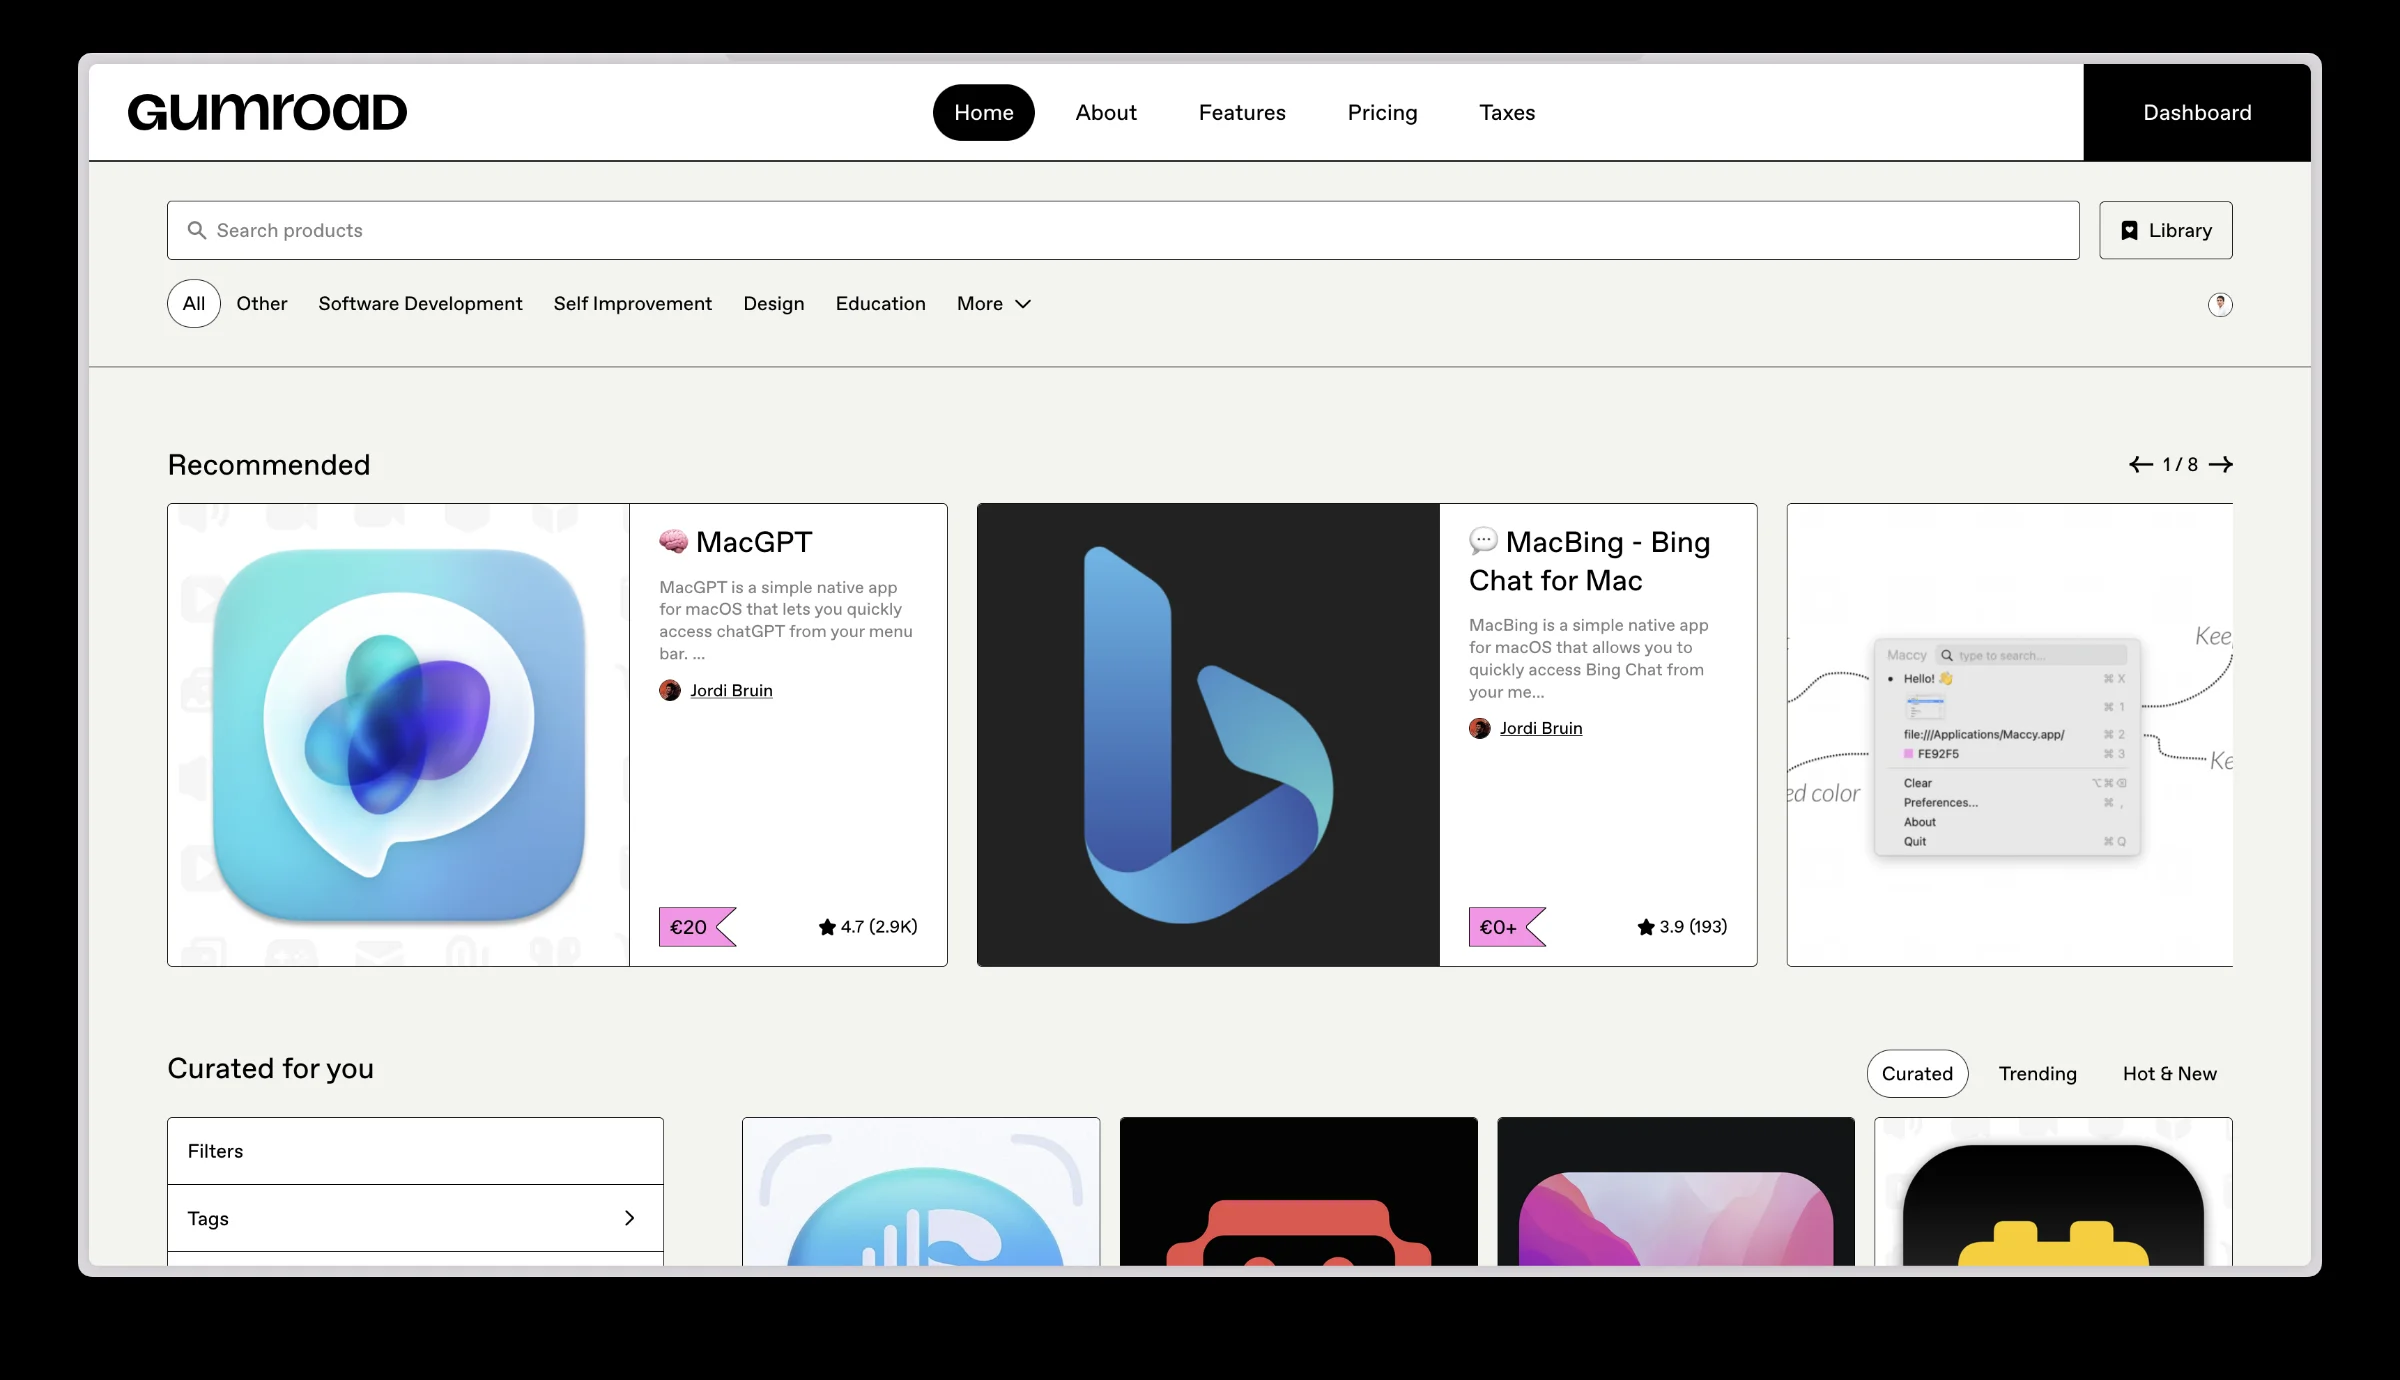 GUMROAD
Home
About
Features
Pricing
Taxes
Dashboard
Search products
Library
All
Other
Software Development
Self Improvement
Design
Education
More
Recommended
1 / 8
MacGPT
MacGPT is a simple native app
for macOS that lets you quickly
access chatGPT from your menu
bar. ...
Jordi Bruin
€20
4.7 (2.9K)
MacBing - Bing
Chat for Mac
MacBing is a simple native app
for macOS that allows you to
quickly access Bing Chat from
your me...
Jordi Bruin
€0+
3.9 (193)
Kee
Maccy
type to search...
Hello! 👋
⌘ X
⌘ 1
file:///Applications/Maccy.app/
⌘ 2
FE92F5
⌘ 3
Ke
ed color
Clear
⌥⌘⌫
Preferences...
⌘ ,
About
Quit
⌘ Q
Curated for you
Curated
Trending
Hot & New
Filters
Tags